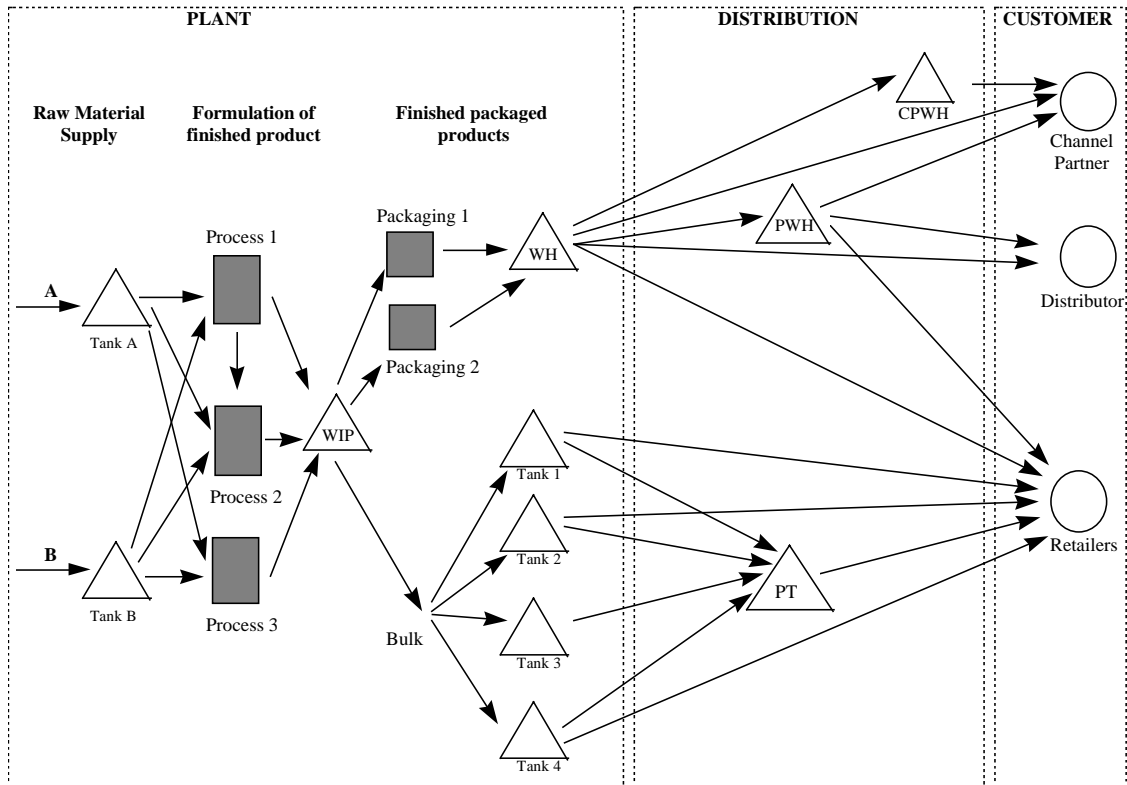 PLANT
DISTRIBUTION
CUSTOMER
Raw Material
Supply
Formulation of
finished product
Finished packaged
products
CPWH
Channel
Partner
Packaging 1
Process 1
WH
PWH
A
Tank A
Distributor
Packaging 2
WIP
Process 2
Tank 1
B
Tank B
Tank 2
Retailers
PT
Process 3
Bulk
Tank 3
Tank 4